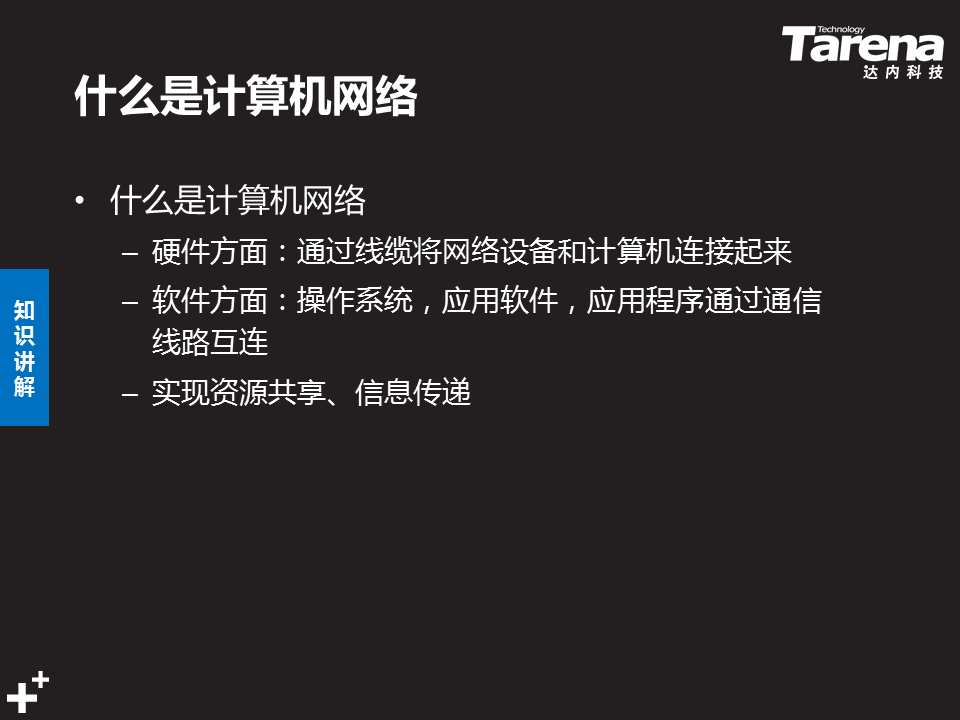 Technology
Tarena
达内科技
什么是计算机网络
• 什么是计算机网络
– 硬件方面：通过线缆将网络设备和计算机连接起来
– 软件方面：操作系统，应用软件，应用程序通过通信
线路互连
– 实现资源共享、信息传递
知
识
讲
解